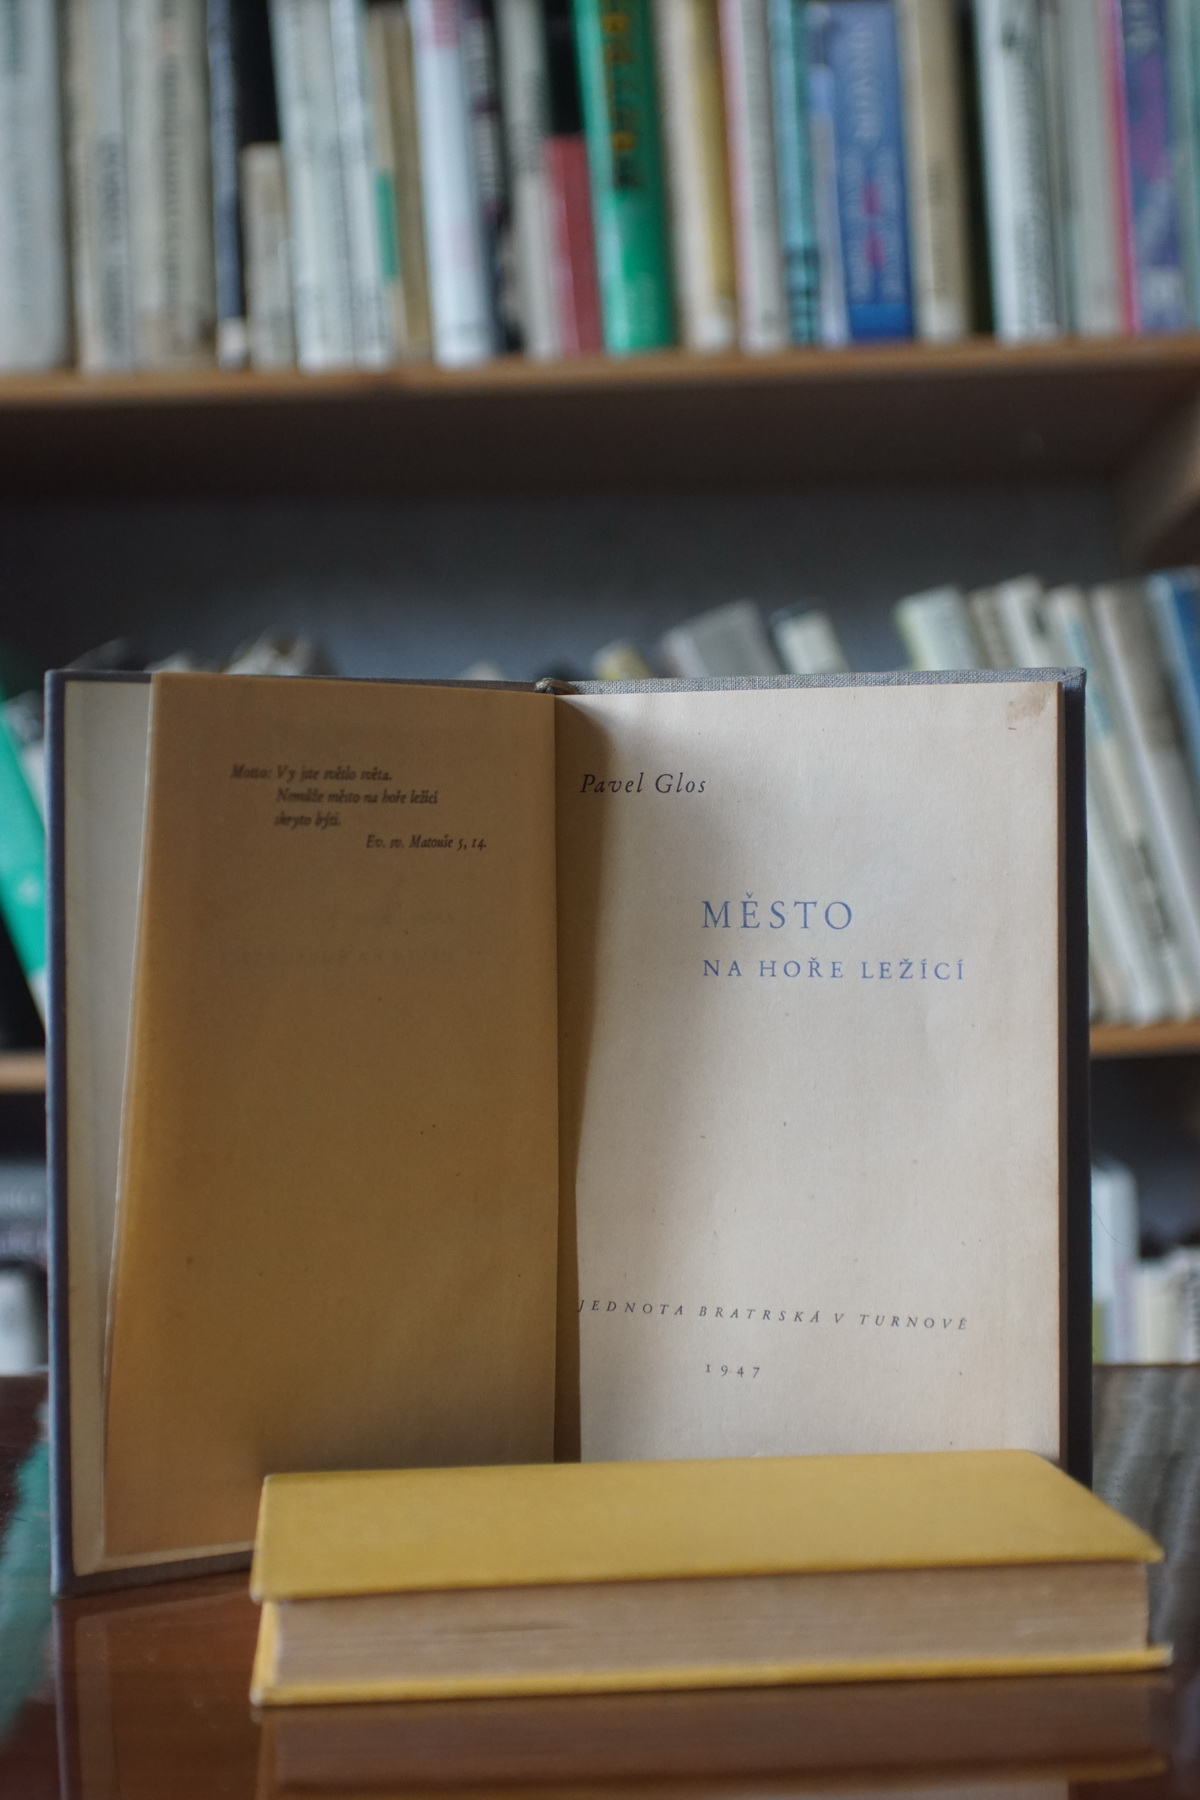 Motto: Vy jste světlo světa.
Nemůže město na hoře ležící
skryto býti.
Ev. sv. Matouše 5, 14.
Pavel Glos
MĚSTO
NA HOŘE LEŽÍCÍ
JEDNOTA BRATRSKÁ V TURNOVĚ
1947